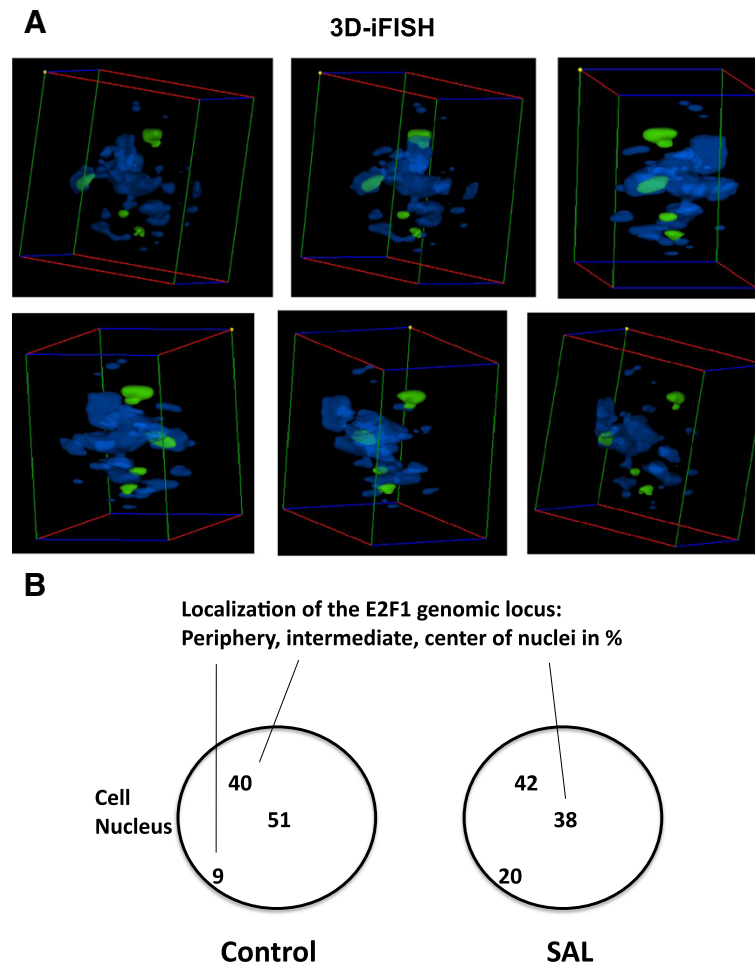 A
3D-iFISH
B
Localization of the E2F1 genomic locus:
Periphery, intermediate, center of nuclei in %
Cell
Nucleus
40
51
9
42
38
20
Control
SAL